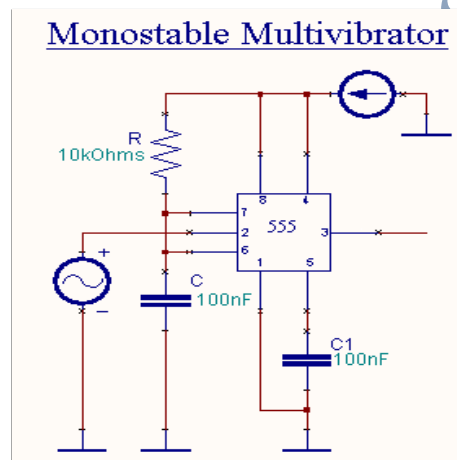 Monostable Multivibrator
R
10kOhms
8
4
7
555
2
3
6
1
5
+
−
C
100nF
C1
100nF